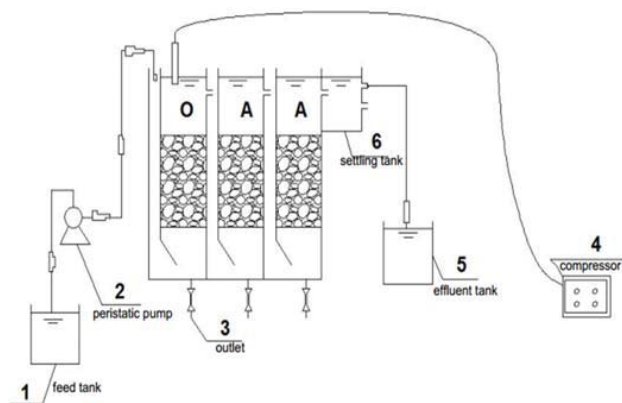 O A A
6
settling tank
4
compressor
5
effluent tank
2
peristatic pump
3
outlet
1
feed tank